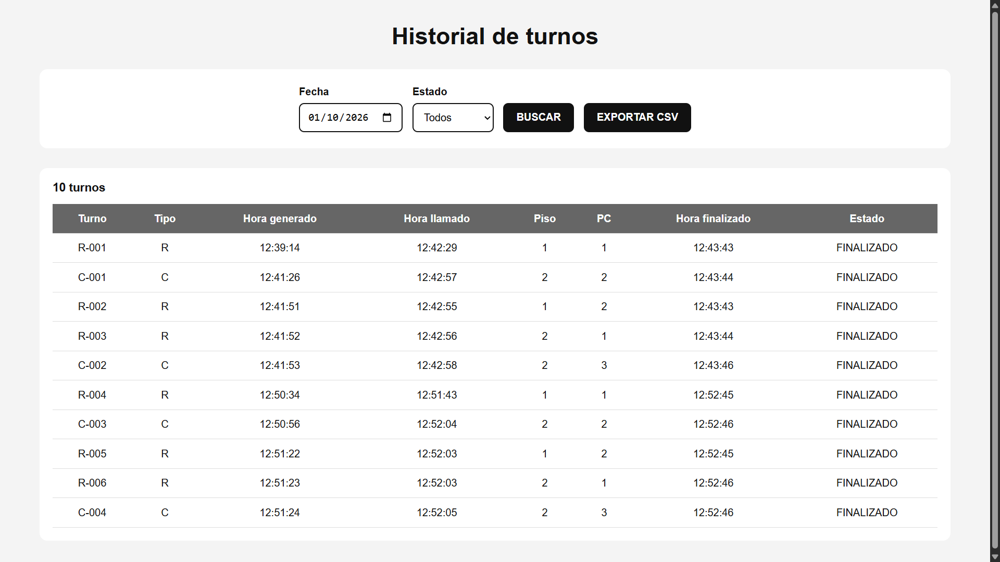 Historial de turnos
Fecha Estado
01/10/2026 Todos BUSCAR EXPORTAR CSV
10 turnos
Turno Tipo Hora generado Hora llamado Piso PC Hora finalizado Estado
R-001 R 12:39:14 12:42:29 1 1 12:43:43 FINALIZADO
C-001 C 12:41:26 12:42:57 2 2 12:43:44 FINALIZADO
R-002 R 12:41:51 12:42:55 1 2 12:43:43 FINALIZADO
R-003 R 12:41:52 12:42:56 2 1 12:43:44 FINALIZADO
C-002 C 12:41:53 12:42:58 2 3 12:43:46 FINALIZADO
R-004 R 12:50:34 12:51:43 1 1 12:52:45 FINALIZADO
C-003 C 12:50:56 12:52:04 2 2 12:52:46 FINALIZADO
R-005 R 12:51:22 12:52:03 1 2 12:52:45 FINALIZADO
R-006 R 12:51:23 12:52:03 2 1 12:52:46 FINALIZADO
C-004 C 12:51:24 12:52:05 2 3 12:52:46 FINALIZADO